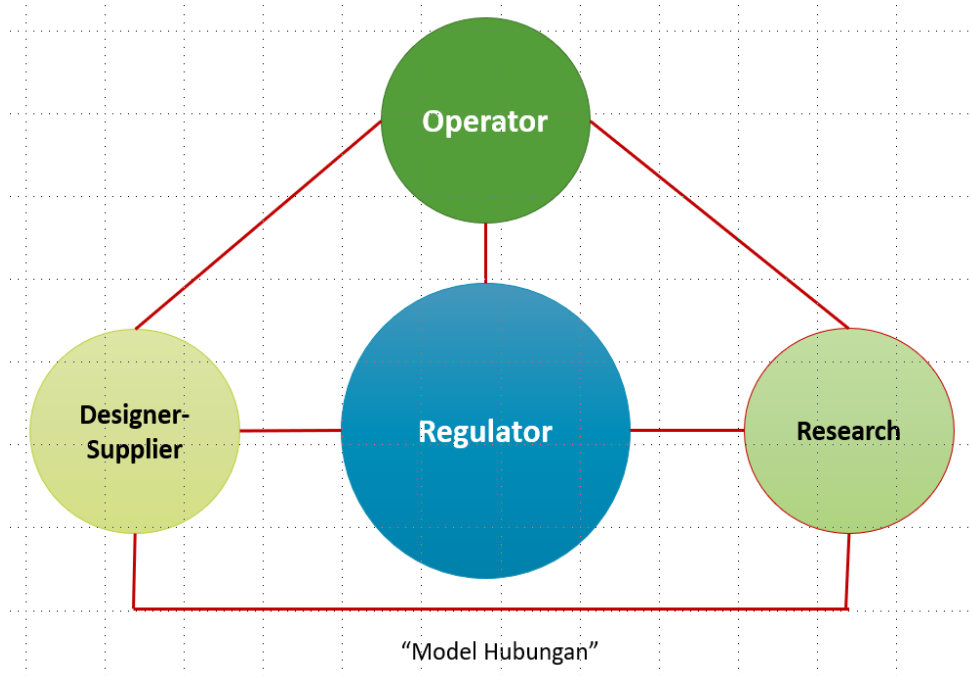 Operator
Designer-
Supplier
Regulator
Research
“Model Hubungan”